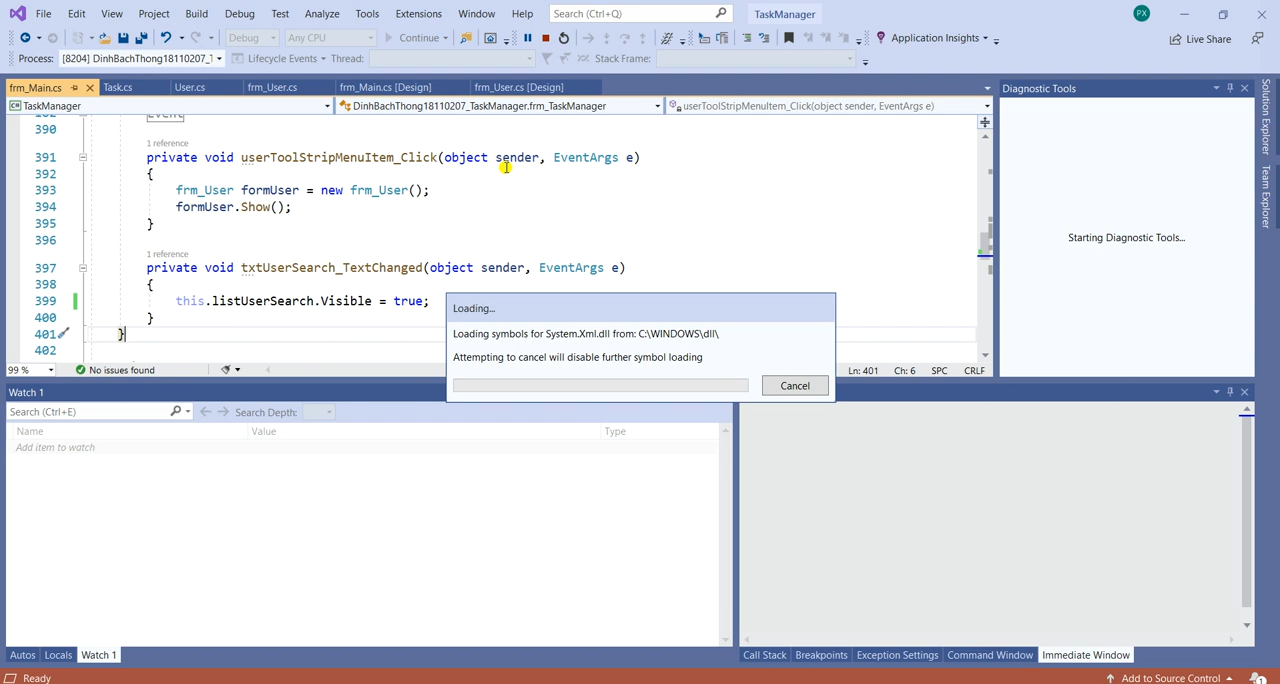 File Edit View Project Build Debug Test Analyze Tools Extensions Window Help Search (Ctrl+Q) TaskManager PX
Debug Any CPU Continue Application Insights Live Share
Process: [8204] DinhBachThong18110207_T Lifecycle Events Thread: Stack Frame:
frm_Main.cs Task.cs User.cs frm_User.cs frm_Main.cs [Design] frm_User.cs [Design] Diagnostic Tools
TaskManager DinhBachThong18110207_TaskManager.frm_TaskManager userToolStripMenuItem_Click(object sender, EventArgs e)
390
1 reference
391 private void userToolStripMenuItem_Click(object sender, EventArgs e)
392 {
393 frm_User formUser = new frm_User();
394 formUser.Show();
395 }
396
1 reference
397 private void txtUserSearch_TextChanged(object sender, EventArgs e)
398 {
399 this.listUserSearch.Visible = true;
400 }
401 }
402
Starting Diagnostic Tools...
Solution Explorer
Team Explorer
Loading...
Loading symbols for System.Xml.dll from: C:\WINDOWS\dll\
Attempting to cancel will disable further symbol loading
Cancel
99 % No issues found Ln: 401 Ch: 6 SPC CRLF
Watch 1
Search (Ctrl+E) Search Depth:
Name Value Type
Add item to watch
Autos Locals Watch 1 Call Stack Breakpoints Exception Settings Command Window Immediate Window
Ready Add to Source Control 1